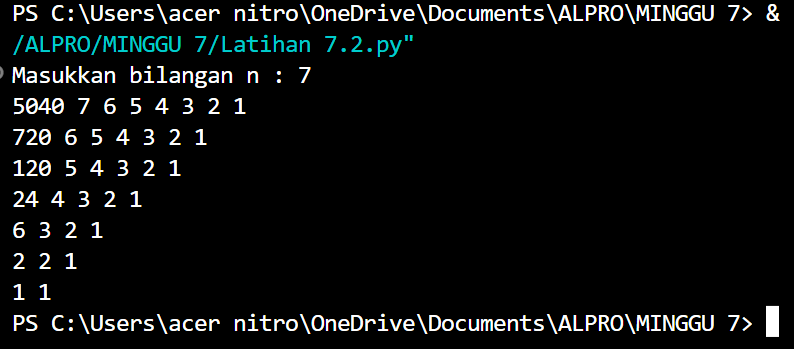 PS C:\Users\acer nitro\OneDrive\Documents\ALPRO\MINGGU 7> &
/ALPRO/MINGGU 7/Latihan 7.2.py"
Masukkan bilangan n : 7
5040 7 6 5 4 3 2 1
720 6 5 4 3 2 1
120 5 4 3 2 1
24 4 3 2 1
6 3 2 1
2 2 1
1 1
PS C:\Users\acer nitro\OneDrive\Documents\ALPRO\MINGGU 7>